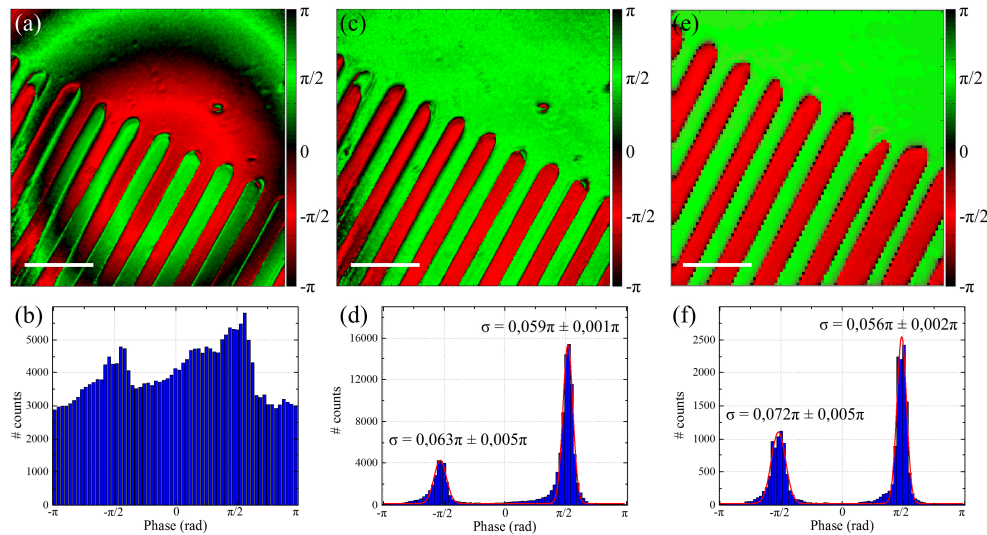 (a)
π
π/2
0
-π/2
-π
(c)
π
π/2
0
-π/2
-π
(e)
π
π/2
0
-π/2
-π
(b)
# counts
5000
4000
3000
2000
1000
0
-π -π/2 0 π/2 π
Phase (rad)
(d)
σ = 0,059π ± 0,001π
σ = 0,063π ± 0,005π
# counts
16000
12000
8000
4000
0
-π -π/2 0 π/2 π
Phase (rad)
(f)
σ = 0,056π ± 0,002π
σ = 0,072π ± 0,005π
# counts
2500
2000
1500
1000
500
0
-π -π/2 0 π/2 π
Phase (rad)